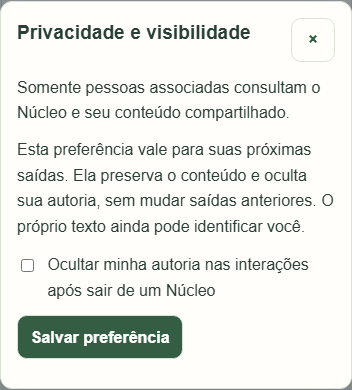 Privacidade e visibilidade
×
Somente pessoas associadas consultam o
Núcleo e seu conteúdo compartilhado.
Esta preferência vale para suas próximas
saídas. Ela preserva o conteúdo e oculta
sua autoria, sem mudar saídas anteriores. O
próprio texto ainda pode identificar você.
Ocultar minha autoria nas interações
após sair de um Núcleo
Salvar preferência